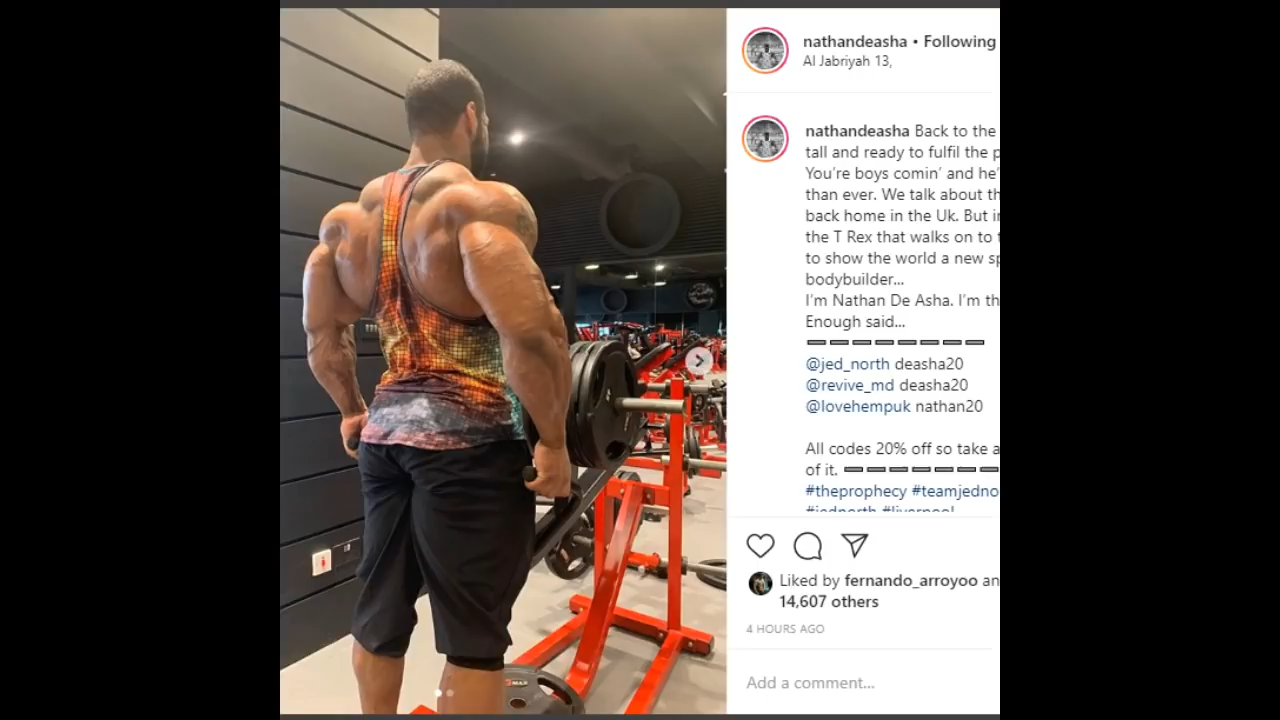 nathandeasha • Following
Al Jabriyah 13,
nathandeasha Back to the
tall and ready to fulfil the p
You're boys comin' and he'
than ever. We talk about th
back home in the Uk. But in
the T Rex that walks on to t
to show the world a new sp
bodybuilder...
I'm Nathan De Asha. I'm th
Enough said...
@jed_north deasha20
@revive_md deasha20
@lovehempuk nathan20
All codes 20% off so take a
of it.
#theprophecy #teamjedno
#jednorth #liverpool
Liked by fernando_arroyoo an
14,607 others
4 HOURS AGO
Add a comment...